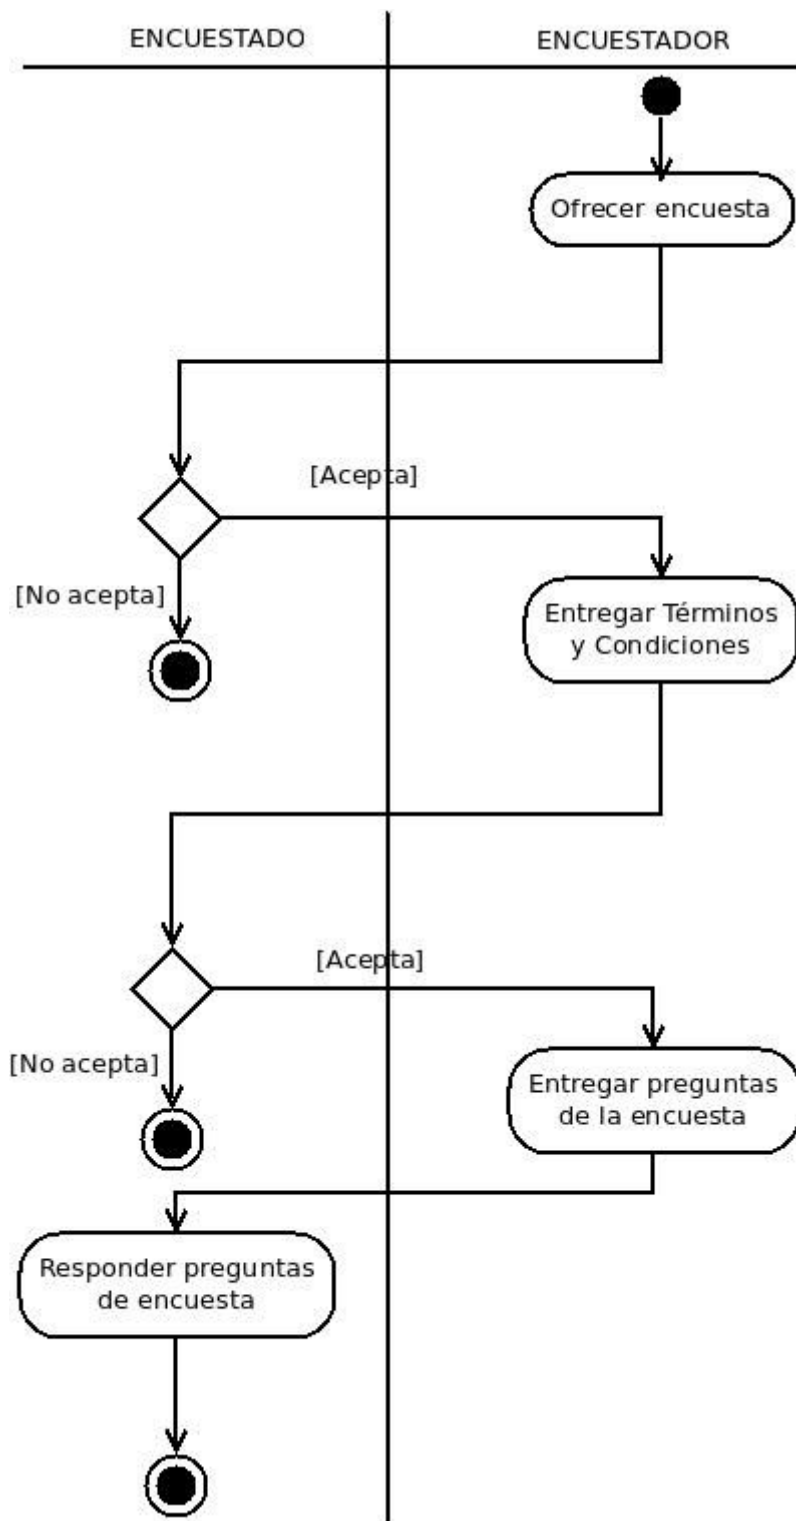 ENCUESTADO
ENCUESTADOR
Ofrecer encuesta
[Acepta]
[No acepta]
Entregar Términos
y Condiciones
[Acepta]
[No acepta]
Entregar preguntas
de la encuesta
Responder preguntas
de encuesta